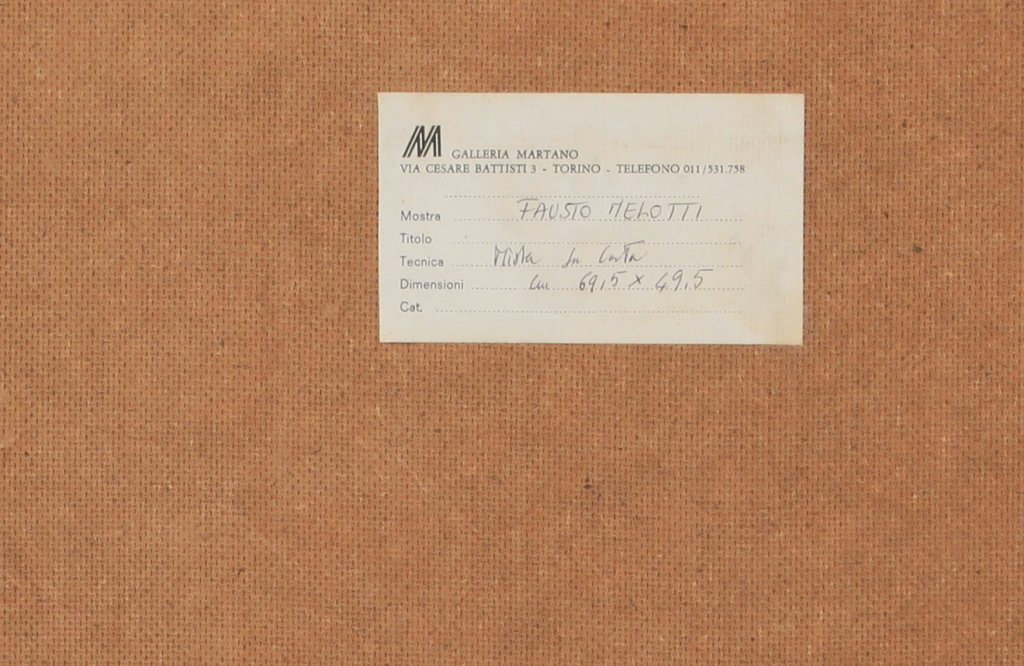 M GALLERIA MARTANO
VIA CESARE BATTISTI 3 - TORINO - TELEFONO 011/531.758
Mostra FAUSTO MELOTTI
Titolo
Tecnica Mista su carta
Dimensioni cm 69,5 x 49,5
Cat.